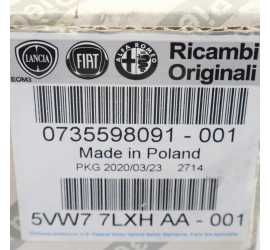 LANCIA FIAT ALFA ROMEO Ricambi
Originali
ECM3
0735598091 - 001
Made in Poland
PKG 2020/03/23 2714
5VW7 7LXH AA - 001